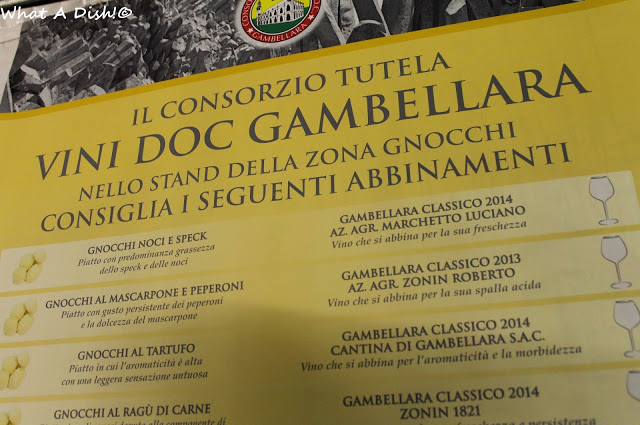 What A Dish!©
GAMBELLARA
IL CONSORZIO TUTELA
VINI DOC GAMBELLARA
NELLO STAND DELLA ZONA GNOCCHI
CONSIGLIA I SEGUENTI ABBINAMENTI
GNOCCHI NOCI E SPECK
Piatto con predominanza grassezza
dello speck e delle noci
GAMBELLARA CLASSICO 2014
AZ. AGR. MARCHETTO LUCIANO
Vino che si abbina per la sua freschezza
GNOCCHI AL MASCARPONE E PEPERONI
Piatto con gusto persistente dei peperoni
e la dolcezza del mascarpone
GAMBELLARA CLASSICO 2013
AZ. AGR. ZONIN ROBERTO
Vino che si abbina per la sua spalla acida
GNOCCHI AL TARTUFO
Piatto in cui l'aromaticità è alta
con una leggera sensazione untuosa
GAMBELLARA CLASSICO 2014
CANTINA DI GAMBELLARA S.A.C.
Vino che si abbina per l'aromaticità e la morbidezza
GNOCCHI AL RAGÙ DI CARNE
componente di
GAMBELLARA CLASSICO 2014
ZONIN 1821
freschezza e persistenza